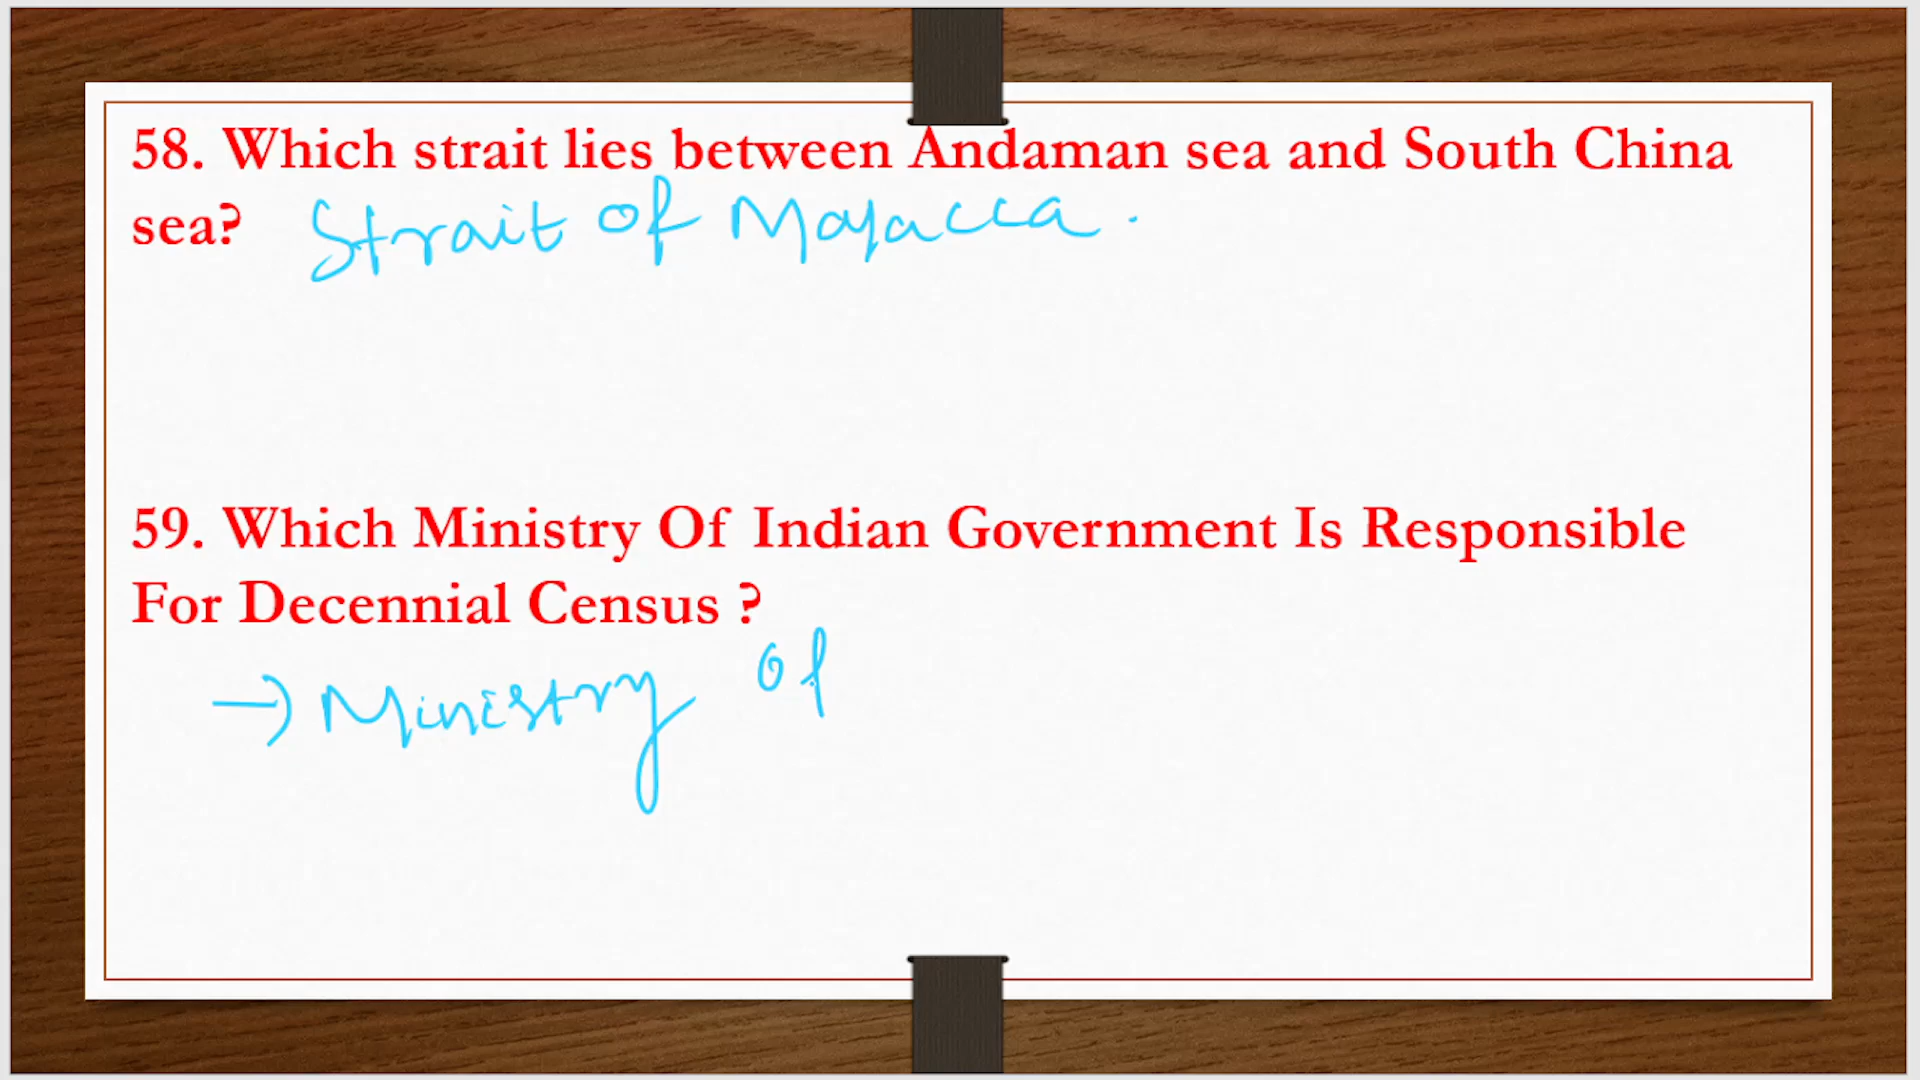 58. Which strait lies between Andaman sea and South China
sea? Strait of Malacca.
59. Which Ministry Of Indian Government Is Responsible
For Decennial Census ?
→ Ministry of